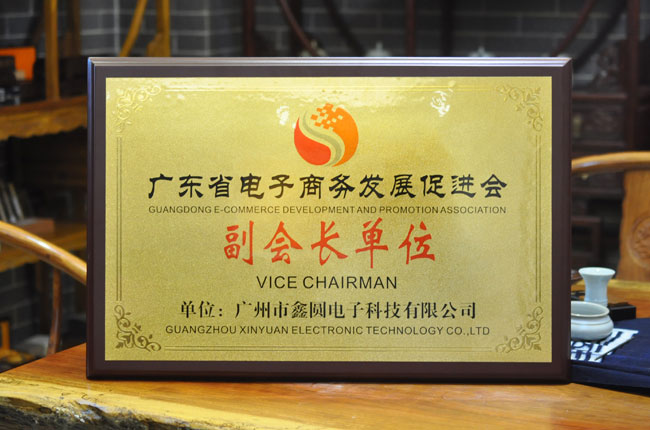 广东省电子商务发展促进会
GUANGDONG E-COMMERCE DEVELOPMENT AND PROMOTION ASSOCIATION
副会长单位
VICE CHAIRMAN
单位：广州市鑫圆电子科技有限公司
GUANGZHOU XINYUAN ELECTRONIC TECHNOLOGY CO.,LTD